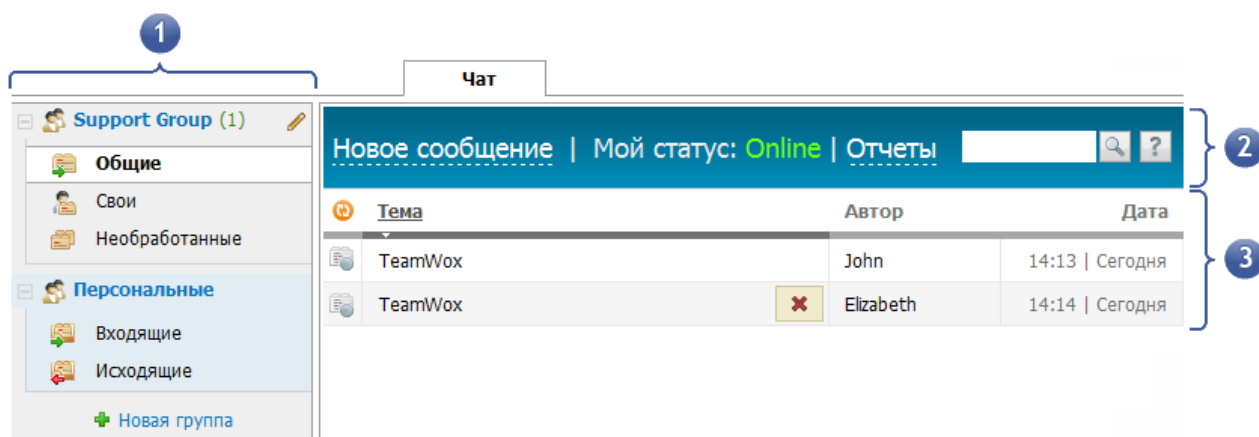 1
Чат
Support Group (1)
Общие
Свои
Необработанные
Персональные
Входящие
Исходящие
Новая группа
Новое сообщение | Мой статус: Online | Отчеты ?
2
Тема Автор Дата
TeamWox John 14:13 | Сегодня
TeamWox Elizabeth 14:14 | Сегодня
3